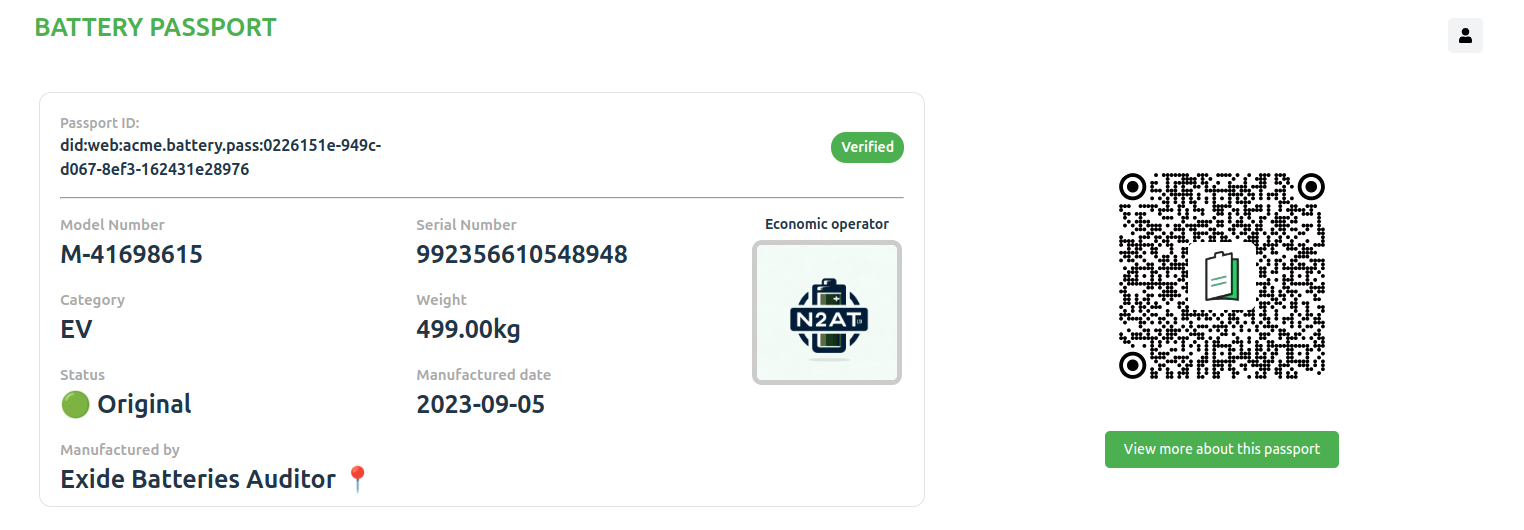 BATTERY PASSPORT
Passport ID:
did:web:acme.battery.pass:0226151e-949c-
d067-8ef3-162431e28976
Verified
Model Number
M-41698615
Serial Number
992356610548948
Economic operator
N2AT
Category
EV
Weight
499.00kg
Status
Original
Manufactured date
2023-09-05
Manufactured by
Exide Batteries Auditor
View more about this passport